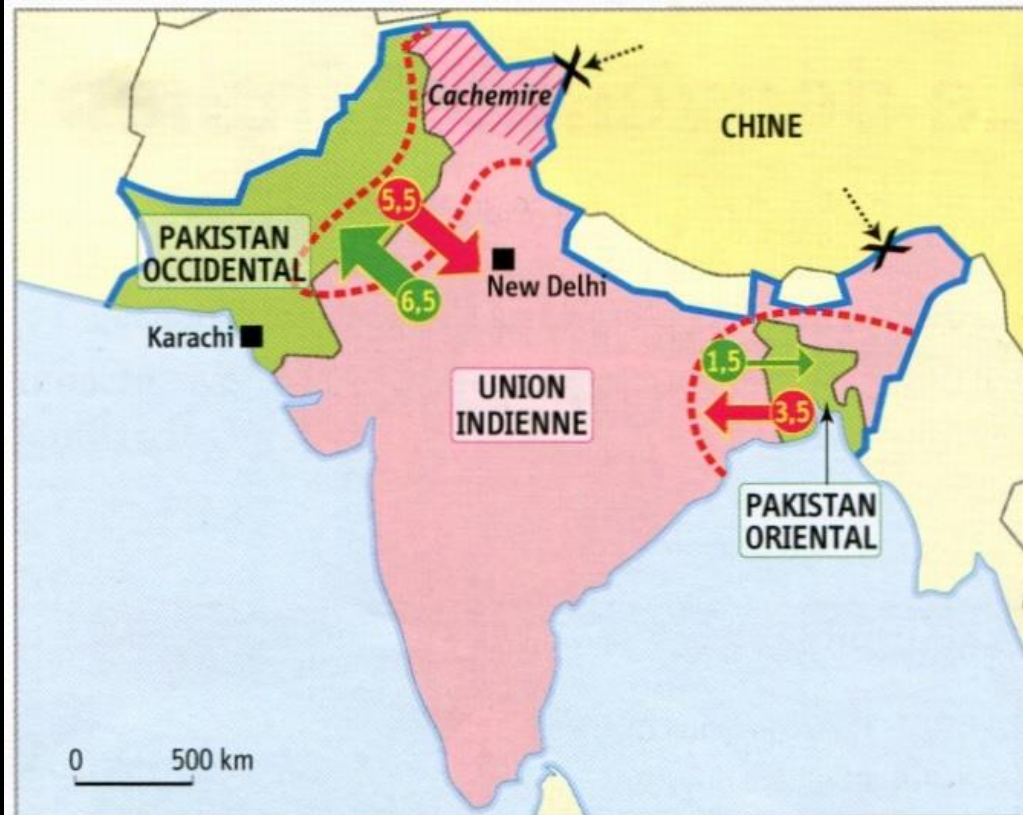 Cachemire
CHINE
5,5
PAKISTAN
OCCIDENTAL
6,5
New Delhi
Karachi
1,5
UNION
INDIENNE
3,5
PAKISTAN
ORIENTAL
0 500 km